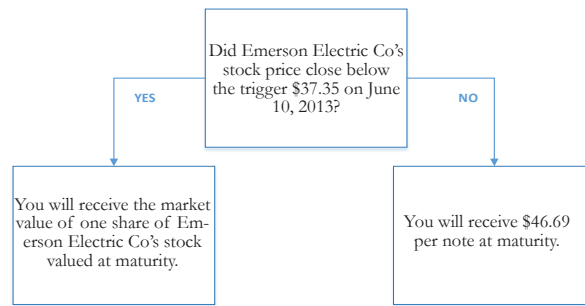 Did Emerson Electric Co’s
stock price close below
the trigger $37.35 on June
10, 2013?
YES
NO
You will receive the market
value of one share of Em-
erson Electric Co’s stock
valued at maturity.
You will receive $46.69
per note at maturity.